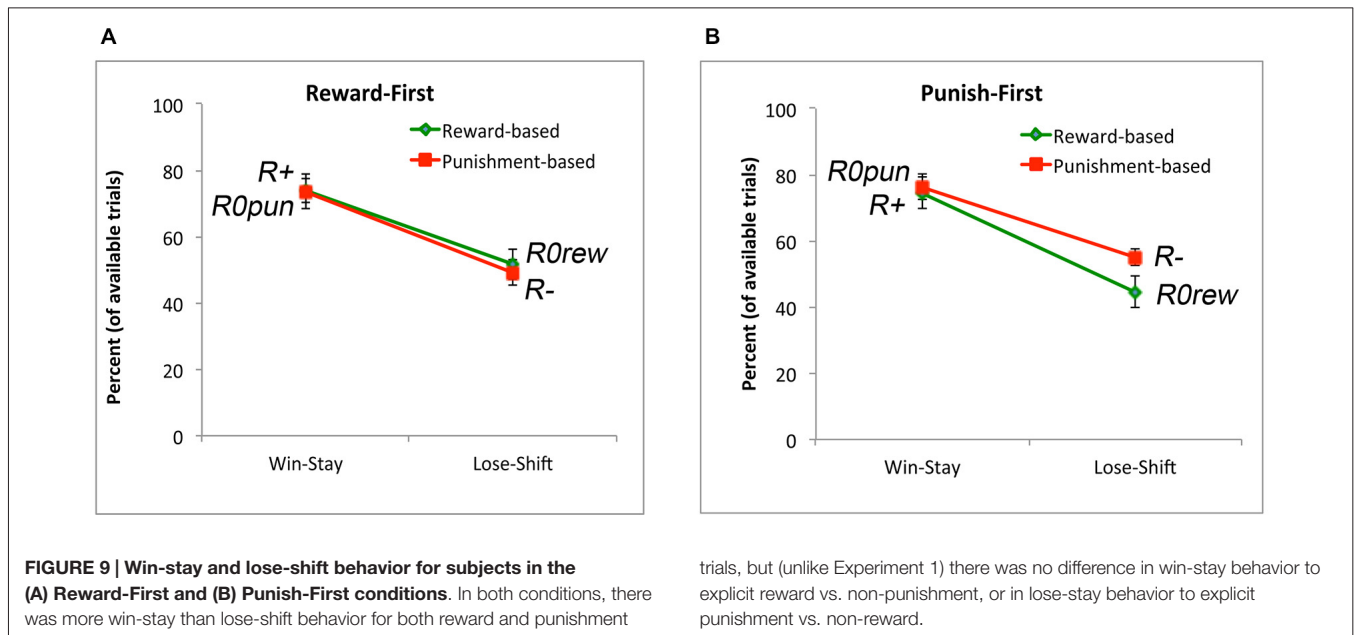 A
Reward-First
100
80
60
40
20
0
Percent (of available trials)
Reward-based
Punishment-based
R+
R0pun
R0rew
R-
Win-Stay
Lose-Shift
B
Punish-First
100
80
60
40
20
0
Percent (of available trials)
Reward-based
Punishment-based
R0pun
R+
R-
R0rew
Win-Stay
Lose-Shift
FIGURE 9 | Win-stay and lose-shift behavior for subjects in the
(A) Reward-First and (B) Punish-First conditions. In both conditions, there
was more win-stay than lose-shift behavior for both reward and punishment
trials, but (unlike Experiment 1) there was no difference in win-stay behavior to
explicit reward vs. non-punishment, or in lose-stay behavior to explicit
punishment vs. non-reward.